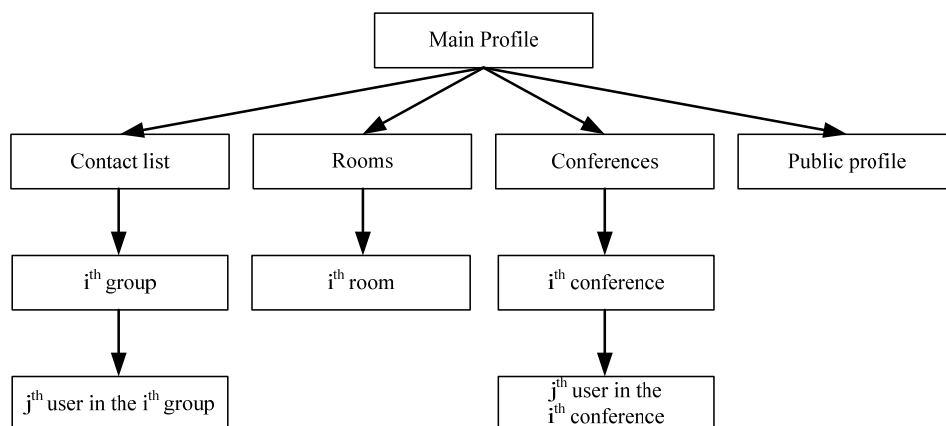 Main Profile
Contact list
Rooms
Conferences
Public profile
iᵗʰ group
iᵗʰ room
iᵗʰ conference
jᵗʰ user in the iᵗʰ group
jᵗʰ user in the
iᵗʰ conference